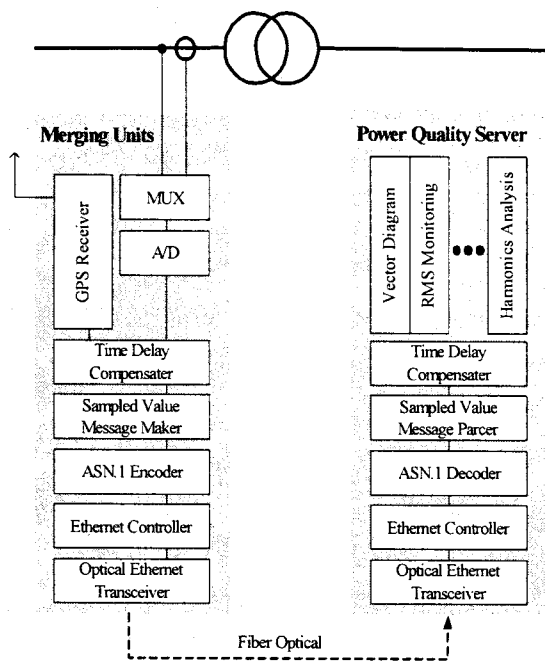 Merging Units
GPS Receiver
MUX
A/D
Time Delay
Compensater
Sampled Value
Message Maker
ASN.1 Encoder
Ethernet Controller
Optical Ethernet
Transceiver
Power Quality Server
Vector Diagram
RMS Monitoring
Harmonics Analysis
Time Delay
Compensater
Sampled Value
Message Parcer
ASN.1 Decoder
Ethernet Controller
Optical Ethernet
Transceiver
Fiber Optical